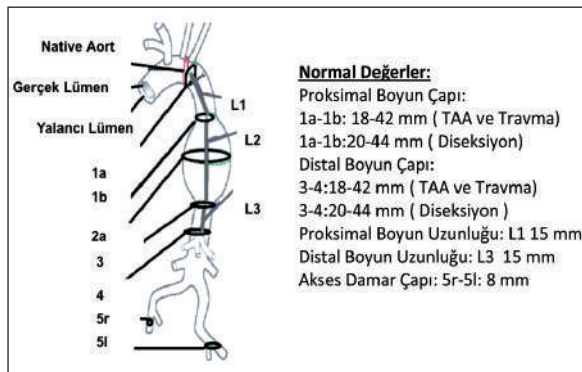 Native Aort
Gerçek Lümen
Yalancı Lümen
1a
1b
2a
3
4
5r
5l
L1
L2
L3
Normal Değerler:
Proksimal Boyun Çapı:
1a-1b: 18-42 mm ( TAA ve Travma)
1a-1b:20-44 mm ( Diseksiyon)
Distal Boyun Çapı:
3-4:18-42 mm ( TAA ve Travma)
3-4:20-44 mm ( Diseksiyon )
Proksimal Boyun Uzunluğu: L1 15 mm
Distal Boyun Uzunluğu: L3 15 mm
Akses Damar Çapı: 5r-5l: 8 mm